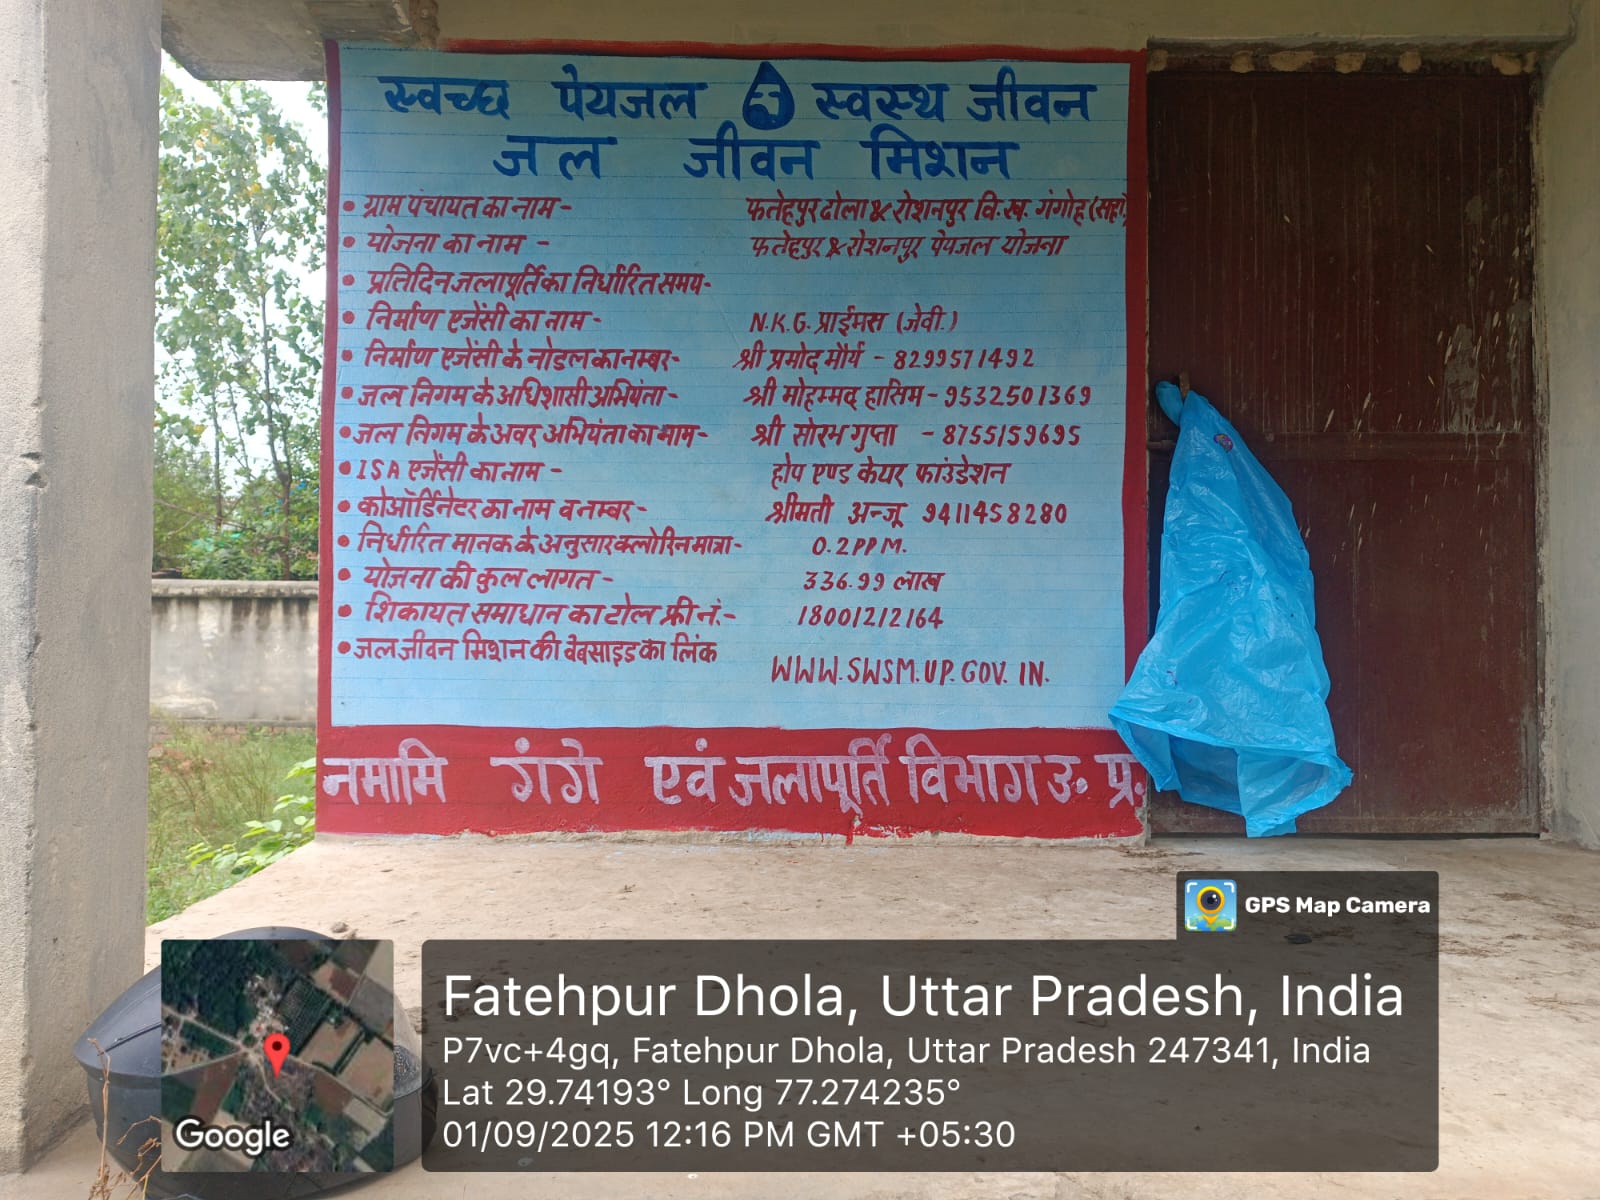 स्वच्छ पेयजल स्वस्थ जीवन
जल जीवन मिशन
• ग्राम पंचायत का नाम - फतेहपुर ढोला & रोशनपुर वि.ख. गंगोह (सहा.)
• योजना का नाम - फतेहपुर & रोशनपुर पेयजल योजना
• प्रतिदिन जलापूर्ति का निर्धारित समय-
• निर्माण एजेंसी का नाम - N.K.G. प्राईमस (जेवी.)
• निर्माण एजेंसी के नोडल का नम्बर- श्री प्रमोद मौर्य - 8299571492
• जल निगम के अधिशासी अभियंता- श्री मोहम्मद हासिम - 9532501369
• जल निगम के अवर अभियंता का नाम- श्री सोरभ गुप्ता - 8755159695
• ISA एजेंसी का नाम - होप एण्ड केयर फांउडेशन
• कोऑर्डिनेटर का नाम व नम्बर- श्रीमती अन्जू 9411458280
• निर्धारित मानक के अनुसार क्लोरिन मात्रा- 0.2PPM.
• योजना की कुल लागत - 336.99 लाख
• शिकायत समाधान का टोल फ्री नं.- 18001212164
• जल जीवन मिशन की वेबसाइड का लिंक
WWW.SWSM.UP.GOV.IN.
नमामि गंगे एवं जलापूर्ति विभाग उ. प्र.
GPS Map Camera
Fatehpur Dhola, Uttar Pradesh, India
P7vc+4gq, Fatehpur Dhola, Uttar Pradesh 247341, India
Lat 29.74193° Long 77.274235°
01/09/2025 12:16 PM GMT +05:30
Google